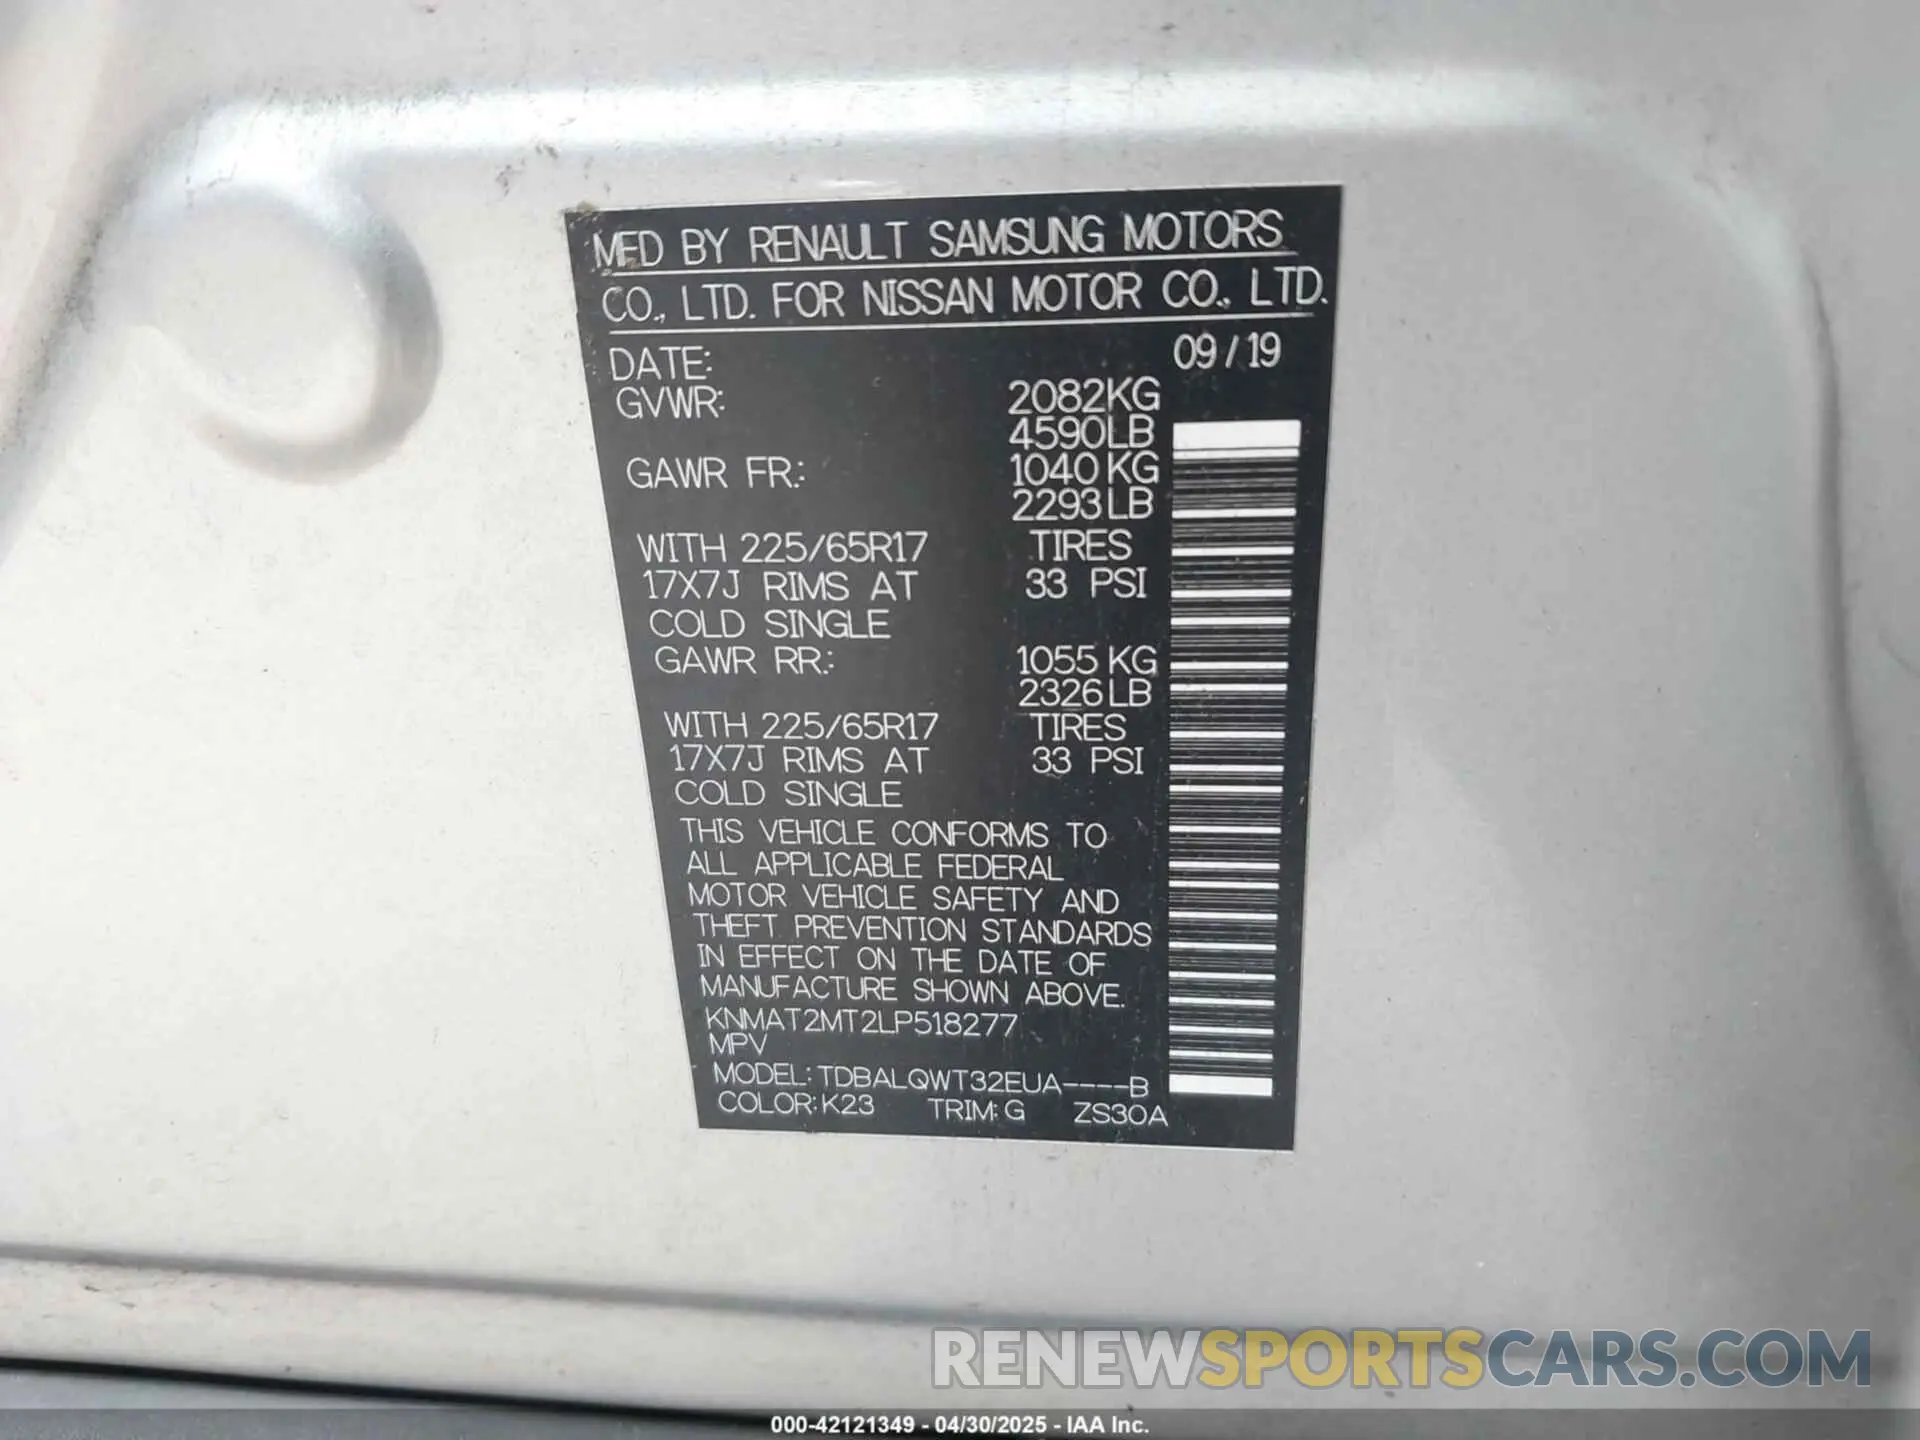 MFD BY RENAULT SAMSUNG MOTORS
CO., LTD. FOR NISSAN MOTOR CO., LTD.
DATE: 09 / 19
GVWR: 2082KG
4590LB
GAWR FR.: 1040 KG
2293LB
WITH 225/65R17 TIRES
17X7J RIMS AT 33 PSI
COLD SINGLE
GAWR RR.: 1055 KG
2326LB
WITH 225/65R17 TIRES
17X7J RIMS AT 33 PSI
COLD SINGLE
THIS VEHICLE CONFORMS TO
ALL APPLICABLE FEDERAL
MOTOR VEHICLE SAFETY AND
THEFT PREVENTION STANDARDS
IN EFFECT ON THE DATE OF
MANUFACTURE SHOWN ABOVE.
KNMAT2MT2LP518277
MPV
MODEL: TDBALQWT32EUA----B
COLOR: K23 TRIM: G ZS30A
RENEWSPORTSCARS.COM
000-42121349 - 04/30/2025 - IAA Inc.